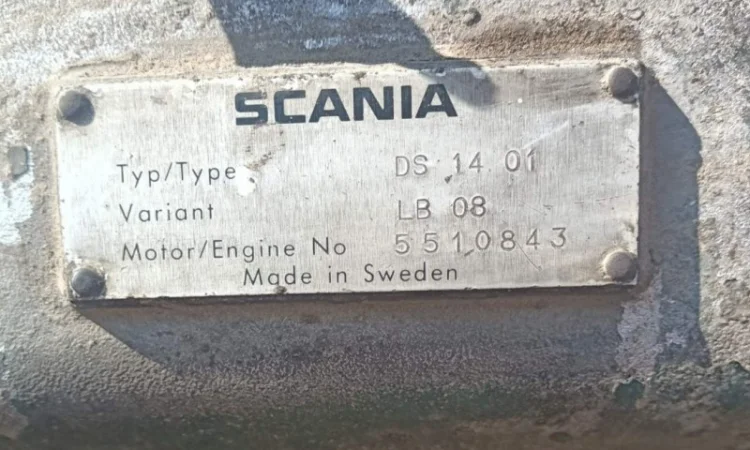 SCANIA
Typ/Type DS 14 01
Variant LB 08
Motor/Engine No 5510843
Made in Sweden